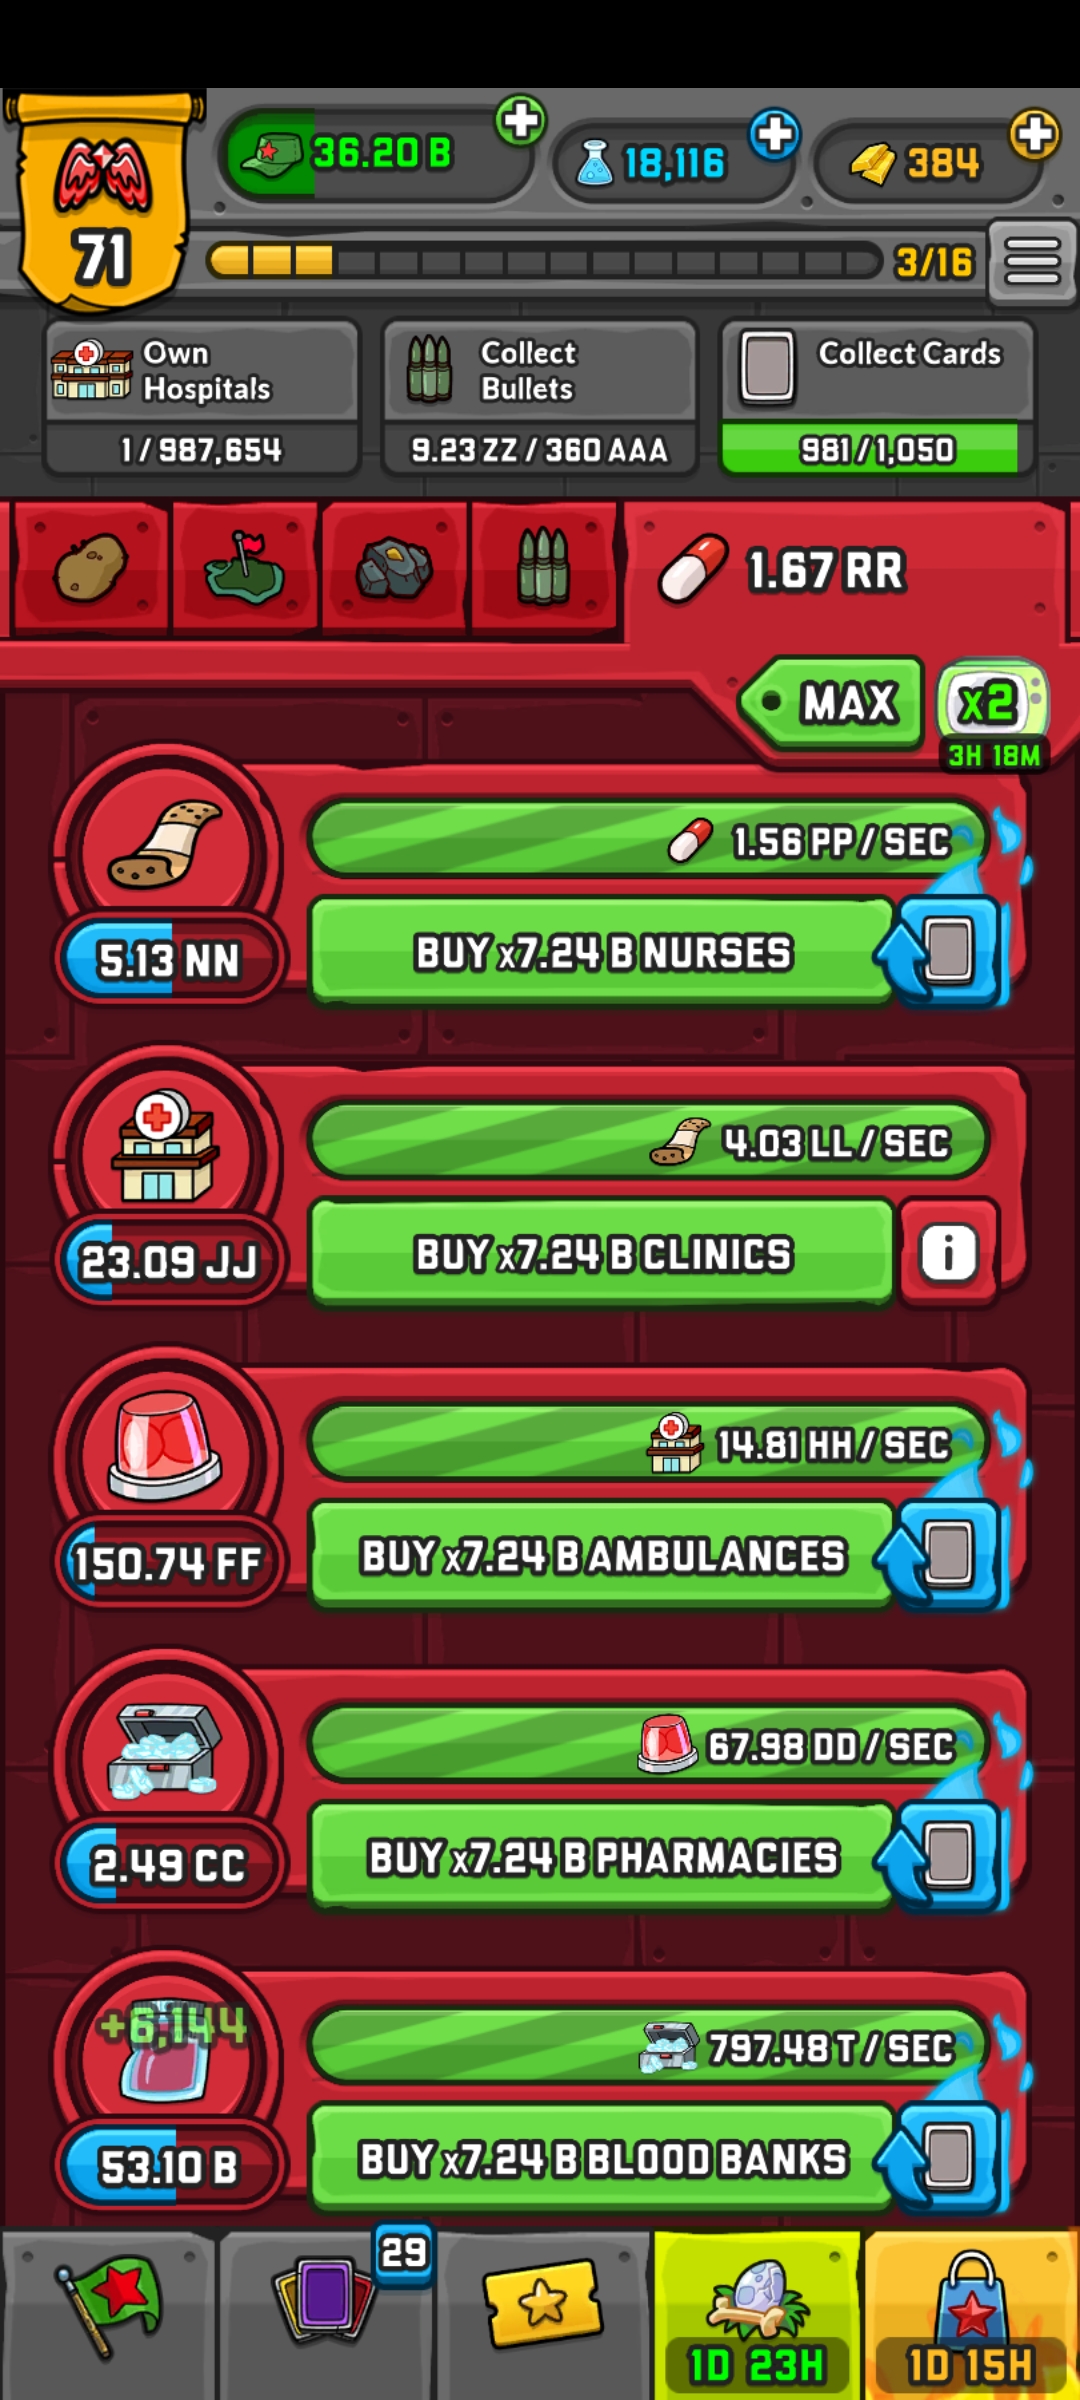 36.20 B
18,116
384
71
3/16
Own
Hospitals
1/987,654
Collect
Bullets
9.23 ZZ / 360 AAA
Collect Cards
981/1,050
1.67 RR
MAX
x2
3H 18M
1.56 PP / SEC
5.13 NN
BUY x7.24 B NURSES
4.03 LL / SEC
23.09 JJ
BUY x7.24 B CLINICS
i
14.81 HH / SEC
150.74 FF
BUY x7.24 B AMBULANCES
67.98 DD / SEC
2.49 CC
BUY x7.24 B PHARMACIES
+6,144
797.48 T / SEC
53.10 B
BUY x7.24 B BLOOD BANKS
29
1D 23H
1D 15H